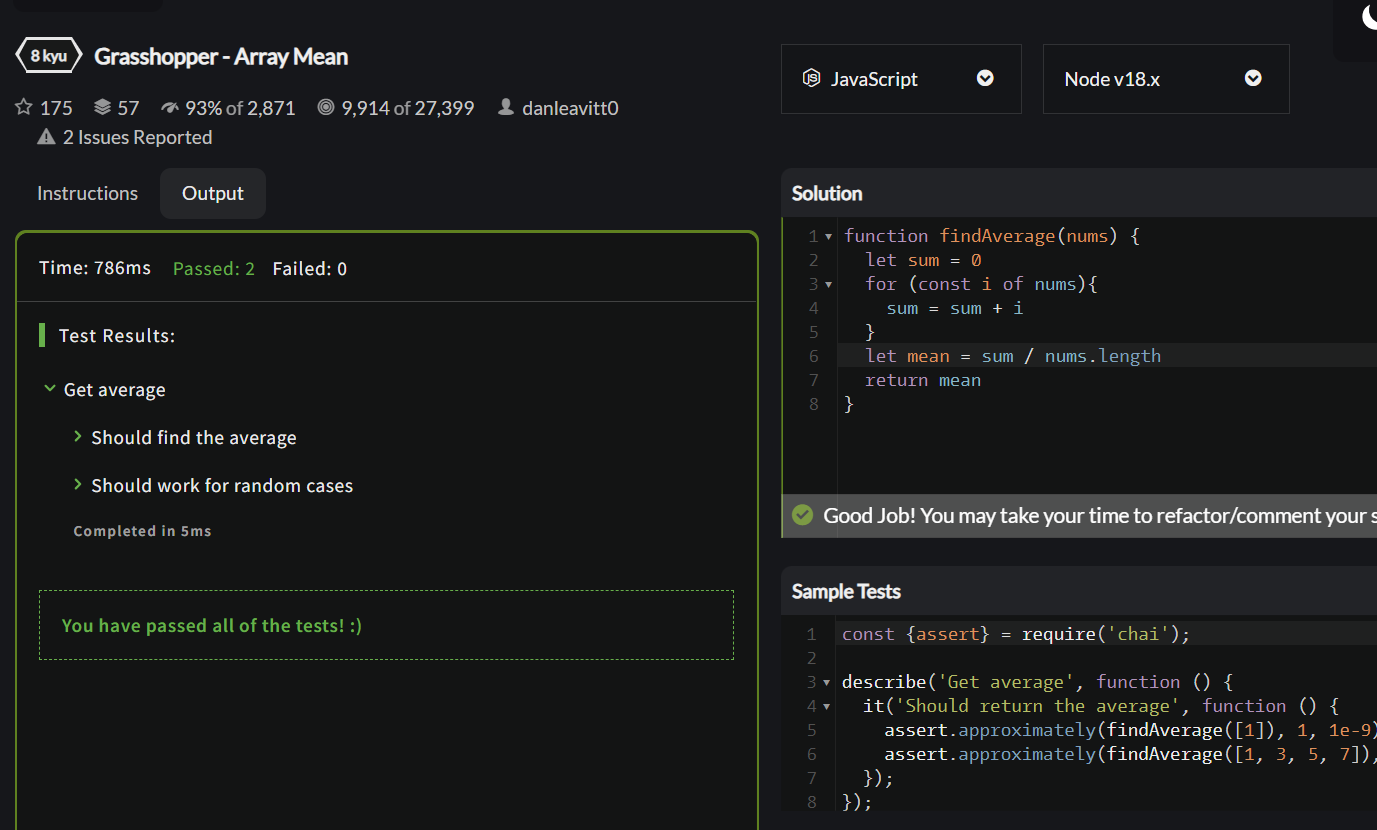 8 kyu Grasshopper - Array Mean
175 57 93% of 2,871 9,914 of 27,399 danleavitt0
2 Issues Reported
Instructions Output
Time: 786ms Passed: 2 Failed: 0
Test Results:
Get average
Should find the average
Should work for random cases
Completed in 5ms
You have passed all of the tests! :)
JavaScript Node v18.x
Solution
1 function findAverage(nums) {
2 let sum = 0
3 for (const i of nums){
4 sum = sum + i
5 }
6 let mean = sum / nums.length
7 return mean
8 }
Good Job! You may take your time to refactor/comment your s
Sample Tests
1 const {assert} = require('chai');
2
3 describe('Get average', function () {
4 it('Should return the average', function () {
5 assert.approximately(findAverage([1]), 1, 1e-9)
6 assert.approximately(findAverage([1, 3, 5, 7]),
7 });
8 });